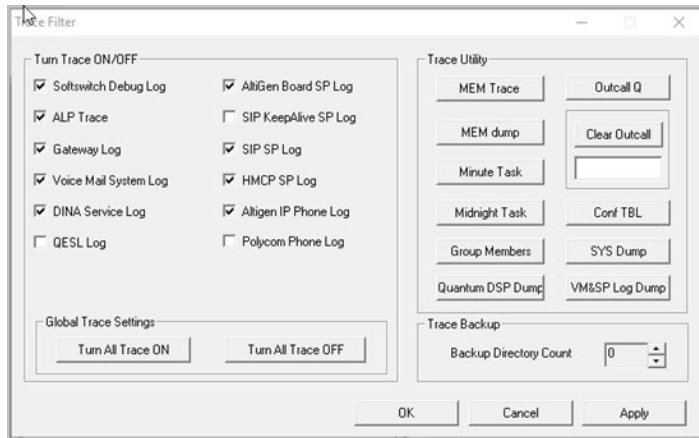 Trace Filter
Turn Trace ON/OFF
Softswitch Debug Log
AltiGen Board SP Log
ALP Trace
SIP KeepAlive SP Log
Gateway Log
SIP SP Log
Voice Mail System Log
HMCP SP Log
DINA Service Log
Altigen IP Phone Log
QESL Log
Polycom Phone Log
Global Trace Settings
Turn All Trace ON
Turn All Trace OFF
Trace Utility
MEM Trace
Outcall Q
MEM dump
Clear Outcall
Minute Task
Midnight Task
Conf TBL
Group Members
SYS Dump
Quantum DSP Dump
VM&SP Log Dump
Trace Backup
Backup Directory Count
0
OK
Cancel
Apply